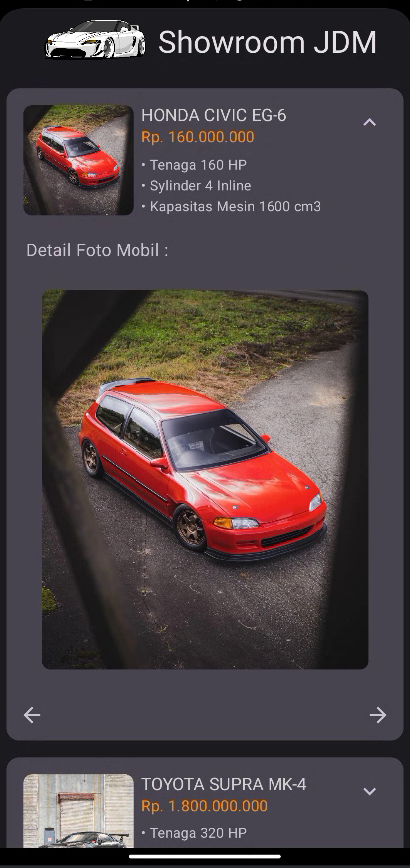 Showroom JDM
HONDA CIVIC EG-6
Rp. 160.000.000
• Tenaga 160 HP
• Sylinder 4 Inline
• Kapasitas Mesin 1600 cm3
Detail Foto Mobil :
TOYOTA SUPRA MK-4
Rp. 1.800.000.000
• Tenaga 320 HP